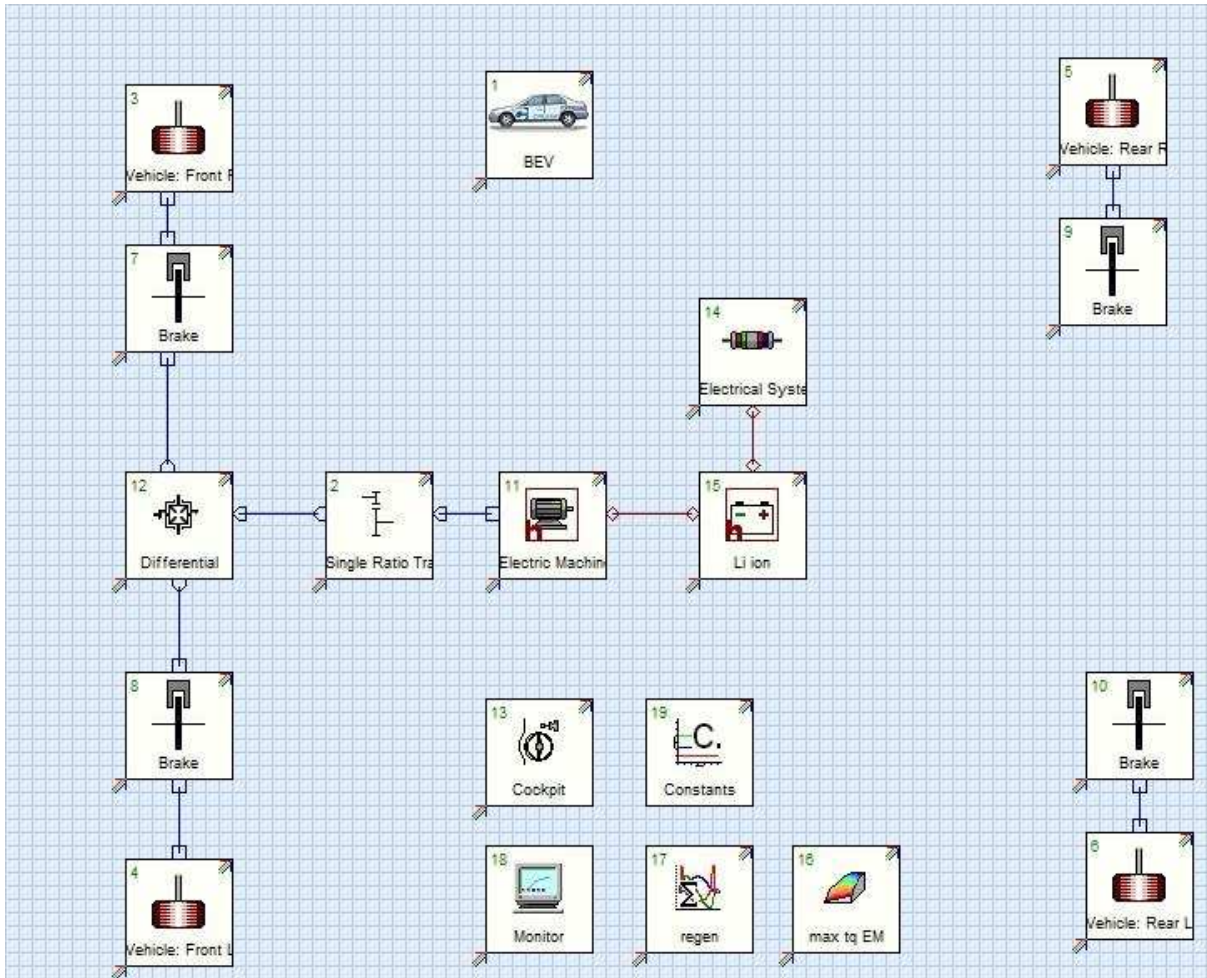 3
Vehicle: Front R
1
BEV
5
Vehicle: Rear R
7
Brake
9
Brake
14
Electrical Syste
12
Differential
2
Single Ratio Tra
11
h
Electric Machin
15
h
Li ion
8
Brake
13
Cockpit
19
C.
Constants
10
Brake
4
Vehicle: Front L
18
Monitor
17
Σ
regen
16
max tq EM
6
Vehicle: Rear L